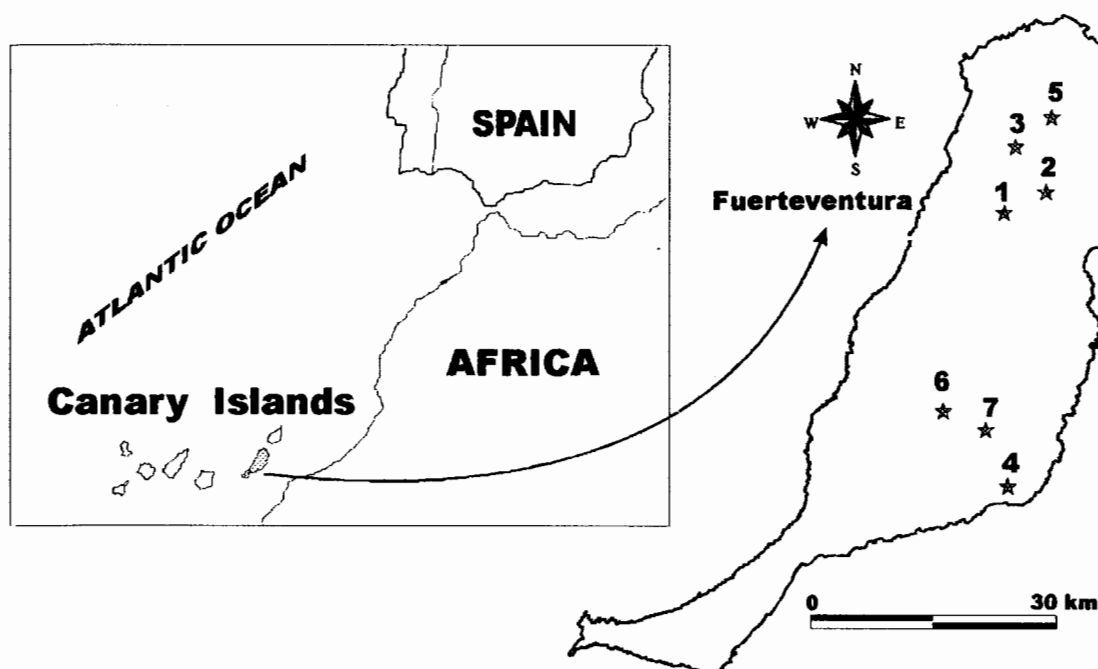 SPAIN
ATLANTIC OCEAN
AFRICA
Canary Islands
N
W E
S
Fuerteventura
5
3
2
1
6
7
4
0 30 km